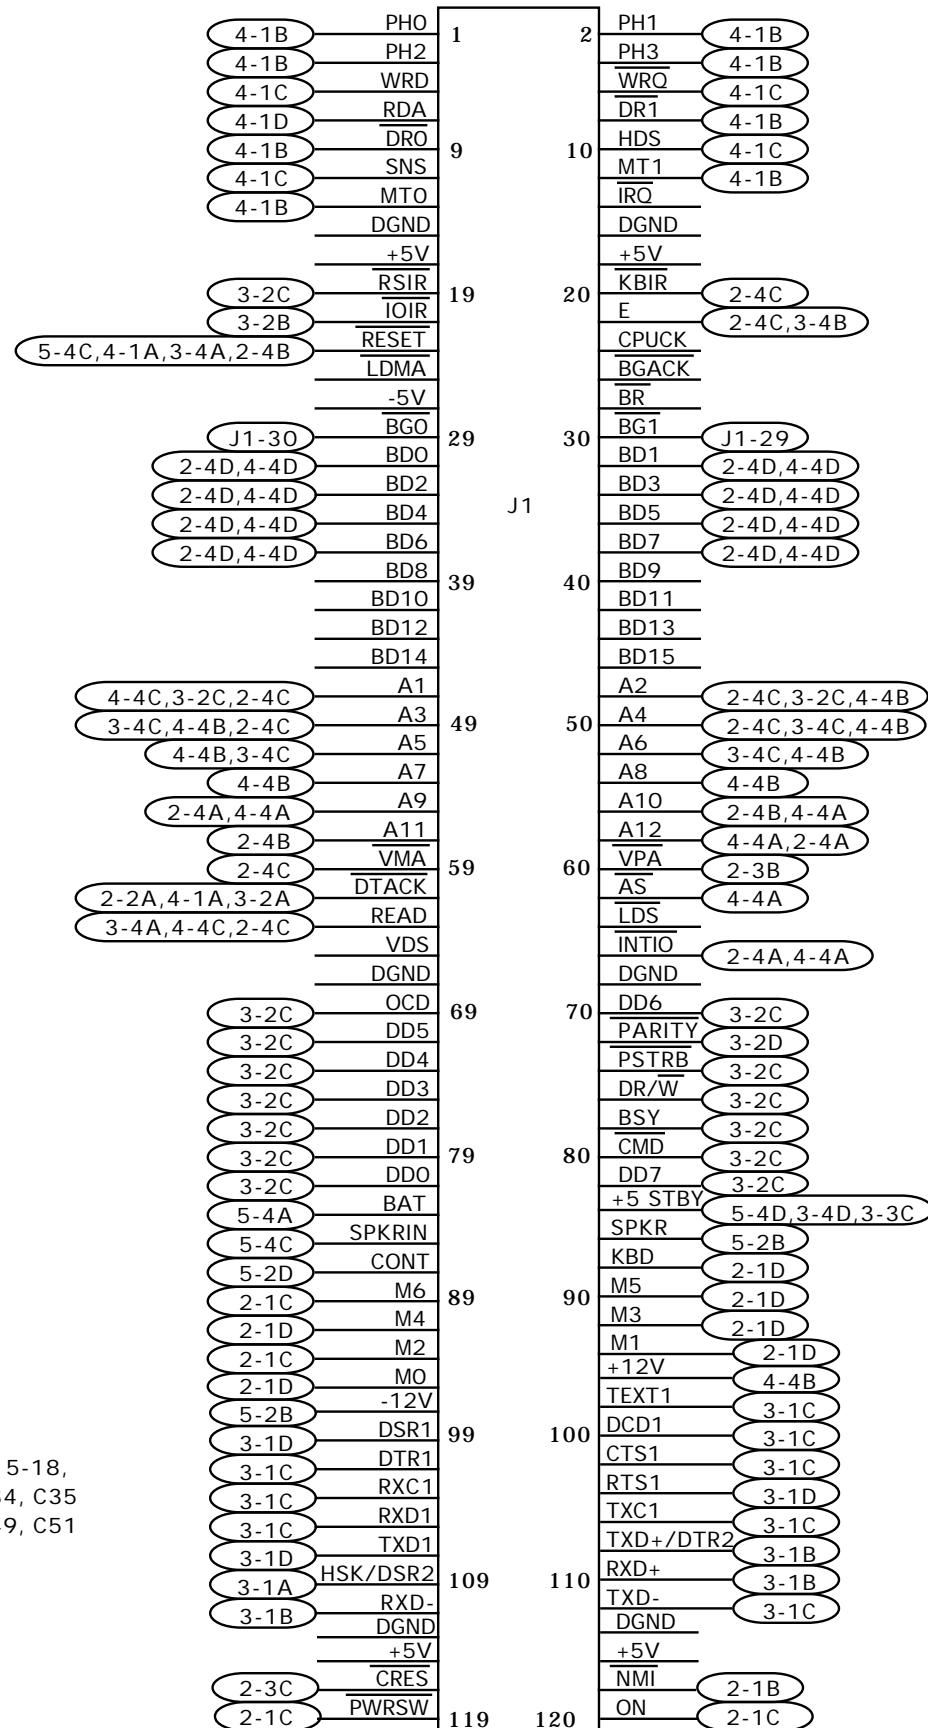 4-1B PH0 1 2 PH1 4-1B
4-1B PH2 PH3 4-1B
4-1C WRD WRQ 4-1C
4-1D RDA DR1 4-1B
4-1B DR0 9 10 HDS 4-1C
4-1C SNS MT1 4-1B
4-1B MT0 IRQ
DGND DGND
+5V +5V
3-2C RSIR 19 20 KBIR 2-4C
3-2B IOIR E 2-4C,3-4B
5-4C,4-1A,3-4A,2-4B RESET CPUCK
LDMA BGACK
-5V BR
J1-30 BG0 29 30 BG1 J1-29
2-4D,4-4D BD0 BD1 2-4D,4-4D
2-4D,4-4D BD2 BD3 2-4D,4-4D
J1
2-4D,4-4D BD4 BD5 2-4D,4-4D
2-4D,4-4D BD6 BD7 2-4D,4-4D
BD8 39 40 BD9
BD10 BD11
BD12 BD13
BD14 BD15
4-4C,3-2C,2-4C A1 A2 2-4C,3-2C,4-4B
3-4C,4-4B,2-4C A3 49 50 A4 2-4C,3-4C,4-4B
4-4B,3-4C A5 A6 3-4C,4-4B
4-4B A7 A8 4-4B
2-4A,4-4A A9 A10 2-4B,4-4A
2-4B A11 A12 4-4A,2-4A
2-4C VMA 59 60 VPA 2-3B
2-2A,4-1A,3-2A DTACK AS 4-4A
3-4A,4-4C,2-4C READ LDS
VDS INTIO 2-4A,4-4A
DGND DGND
3-2C OCD 69 70 DD6 3-2C
3-2C DD5 PARITY 3-2D
3-2C DD4 PSTRB 3-2C
3-2C DD3 DR/W 3-2C
3-2C DD2 BSY 3-2C
3-2C DD1 79 80 CMD 3-2C
3-2C DD0 DD7 3-2C
5-4A BAT +5 STBY 5-4D,3-4D,3-3C
5-4C SPKRIN SPKR 5-2B
5-2D CONT KBD 2-1D
2-1C M6 89 90 M5 2-1D
2-1D M4 M3 2-1D
2-1C M2 M1 2-1D
2-1D M0 +12V 4-4B
5-2B -12V TEXT1 3-1C
3-1D DSR1 99 100 DCD1 3-1C
5-18,
3-1C DTR1 CTS1 3-1C
4, C35
3-1C RXC1 RTS1 3-1D
9, C51
3-1C RXD1 TXC1 3-1C
3-1D TXD1 TXD+/DTR2 3-1B
3-1A HSK/DSR2 109 110 RXD+ 3-1B
3-1B RXD- TXD- 3-1C
DGND DGND
+5V +5V
2-3C CRES NMI 2-1B
2-1C PWRSW 119 120 ON 2-1C